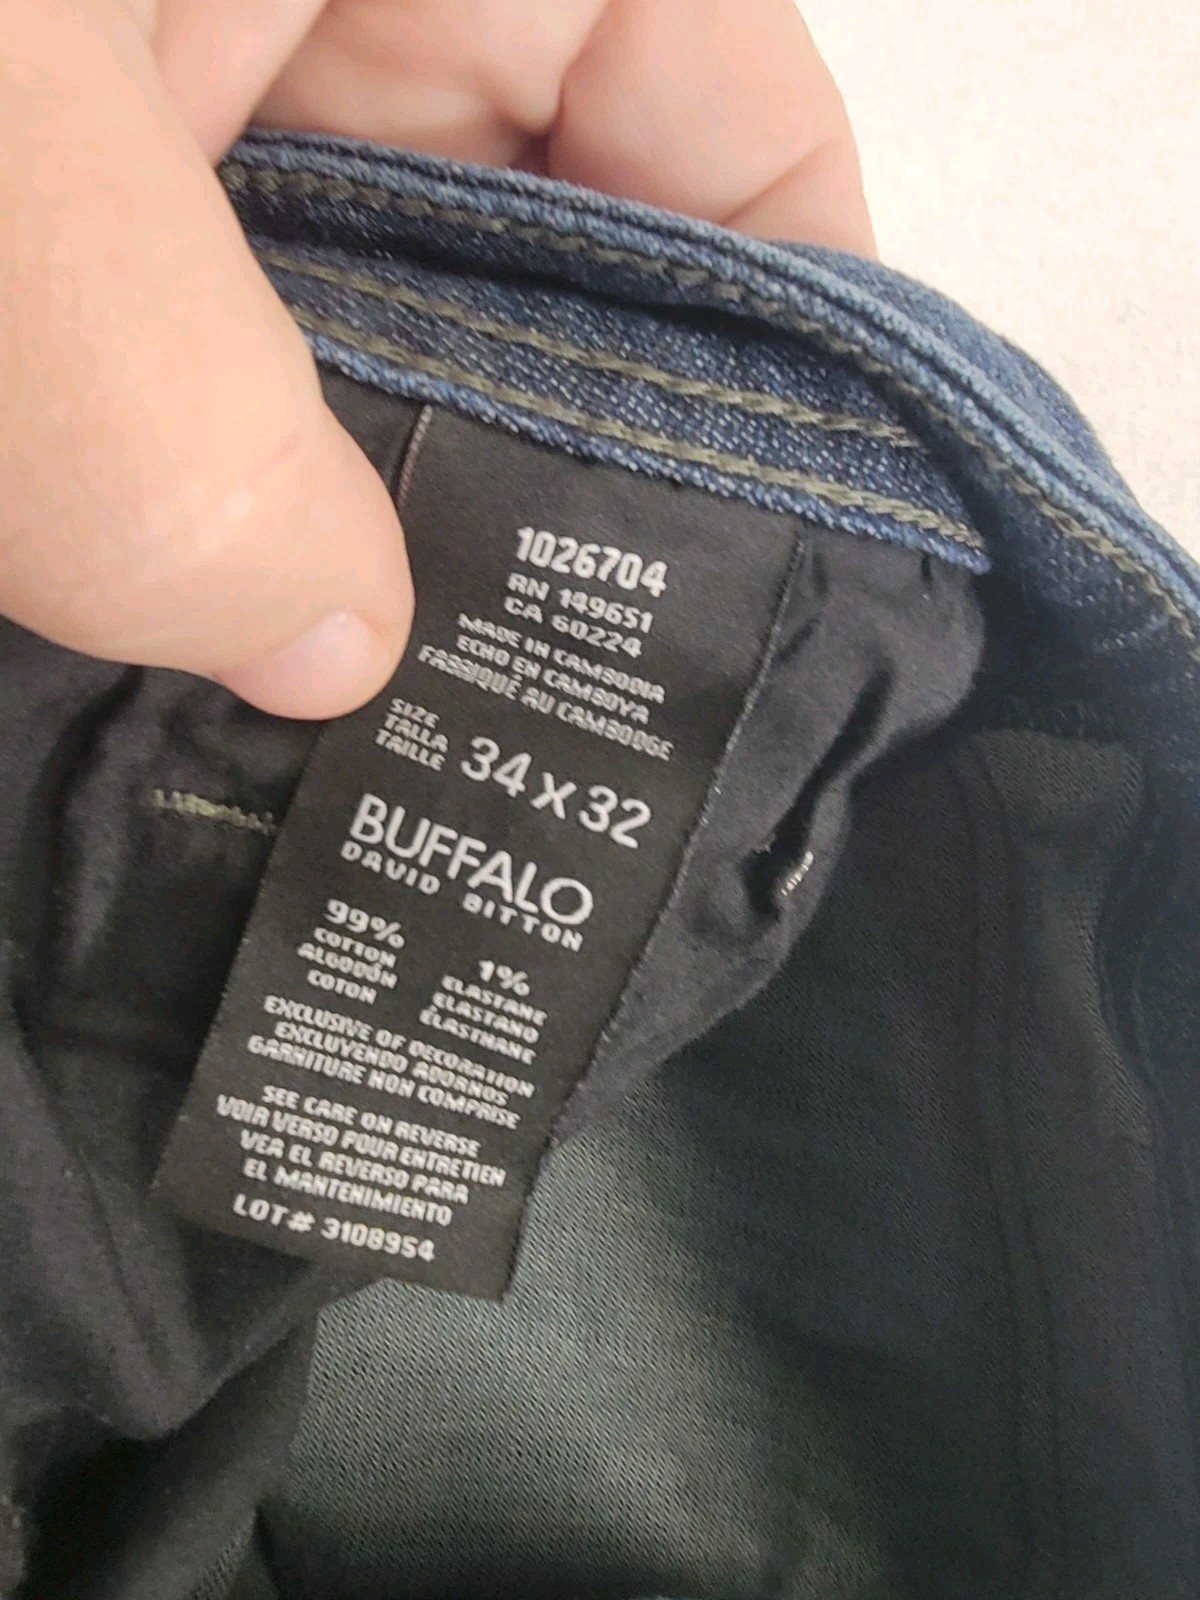 1026704
RN 149651
CA 60224
MADE IN CAMBODIA
ECHO EN CAMBOYA
FABRIQUÉ AU CAMBODGE
SIZE
TALLA
TAILLE
34 x 32
BUFFALO
DAVID BITTON
99%
COTTON
ALGODÓN
COTON
1%
ELASTANE
ELASTANO
ÉLASTHANE
EXCLUSIVE OF DECORATION
EXCLUYENDO ADORNOS
GARNITURE NON COMPRISE
SEE CARE ON REVERSE
VOIR VERSO POUR ENTRETIEN
VEA EL REVERSO PARA
EL MANTENIMIENTO
LOT# 3108954